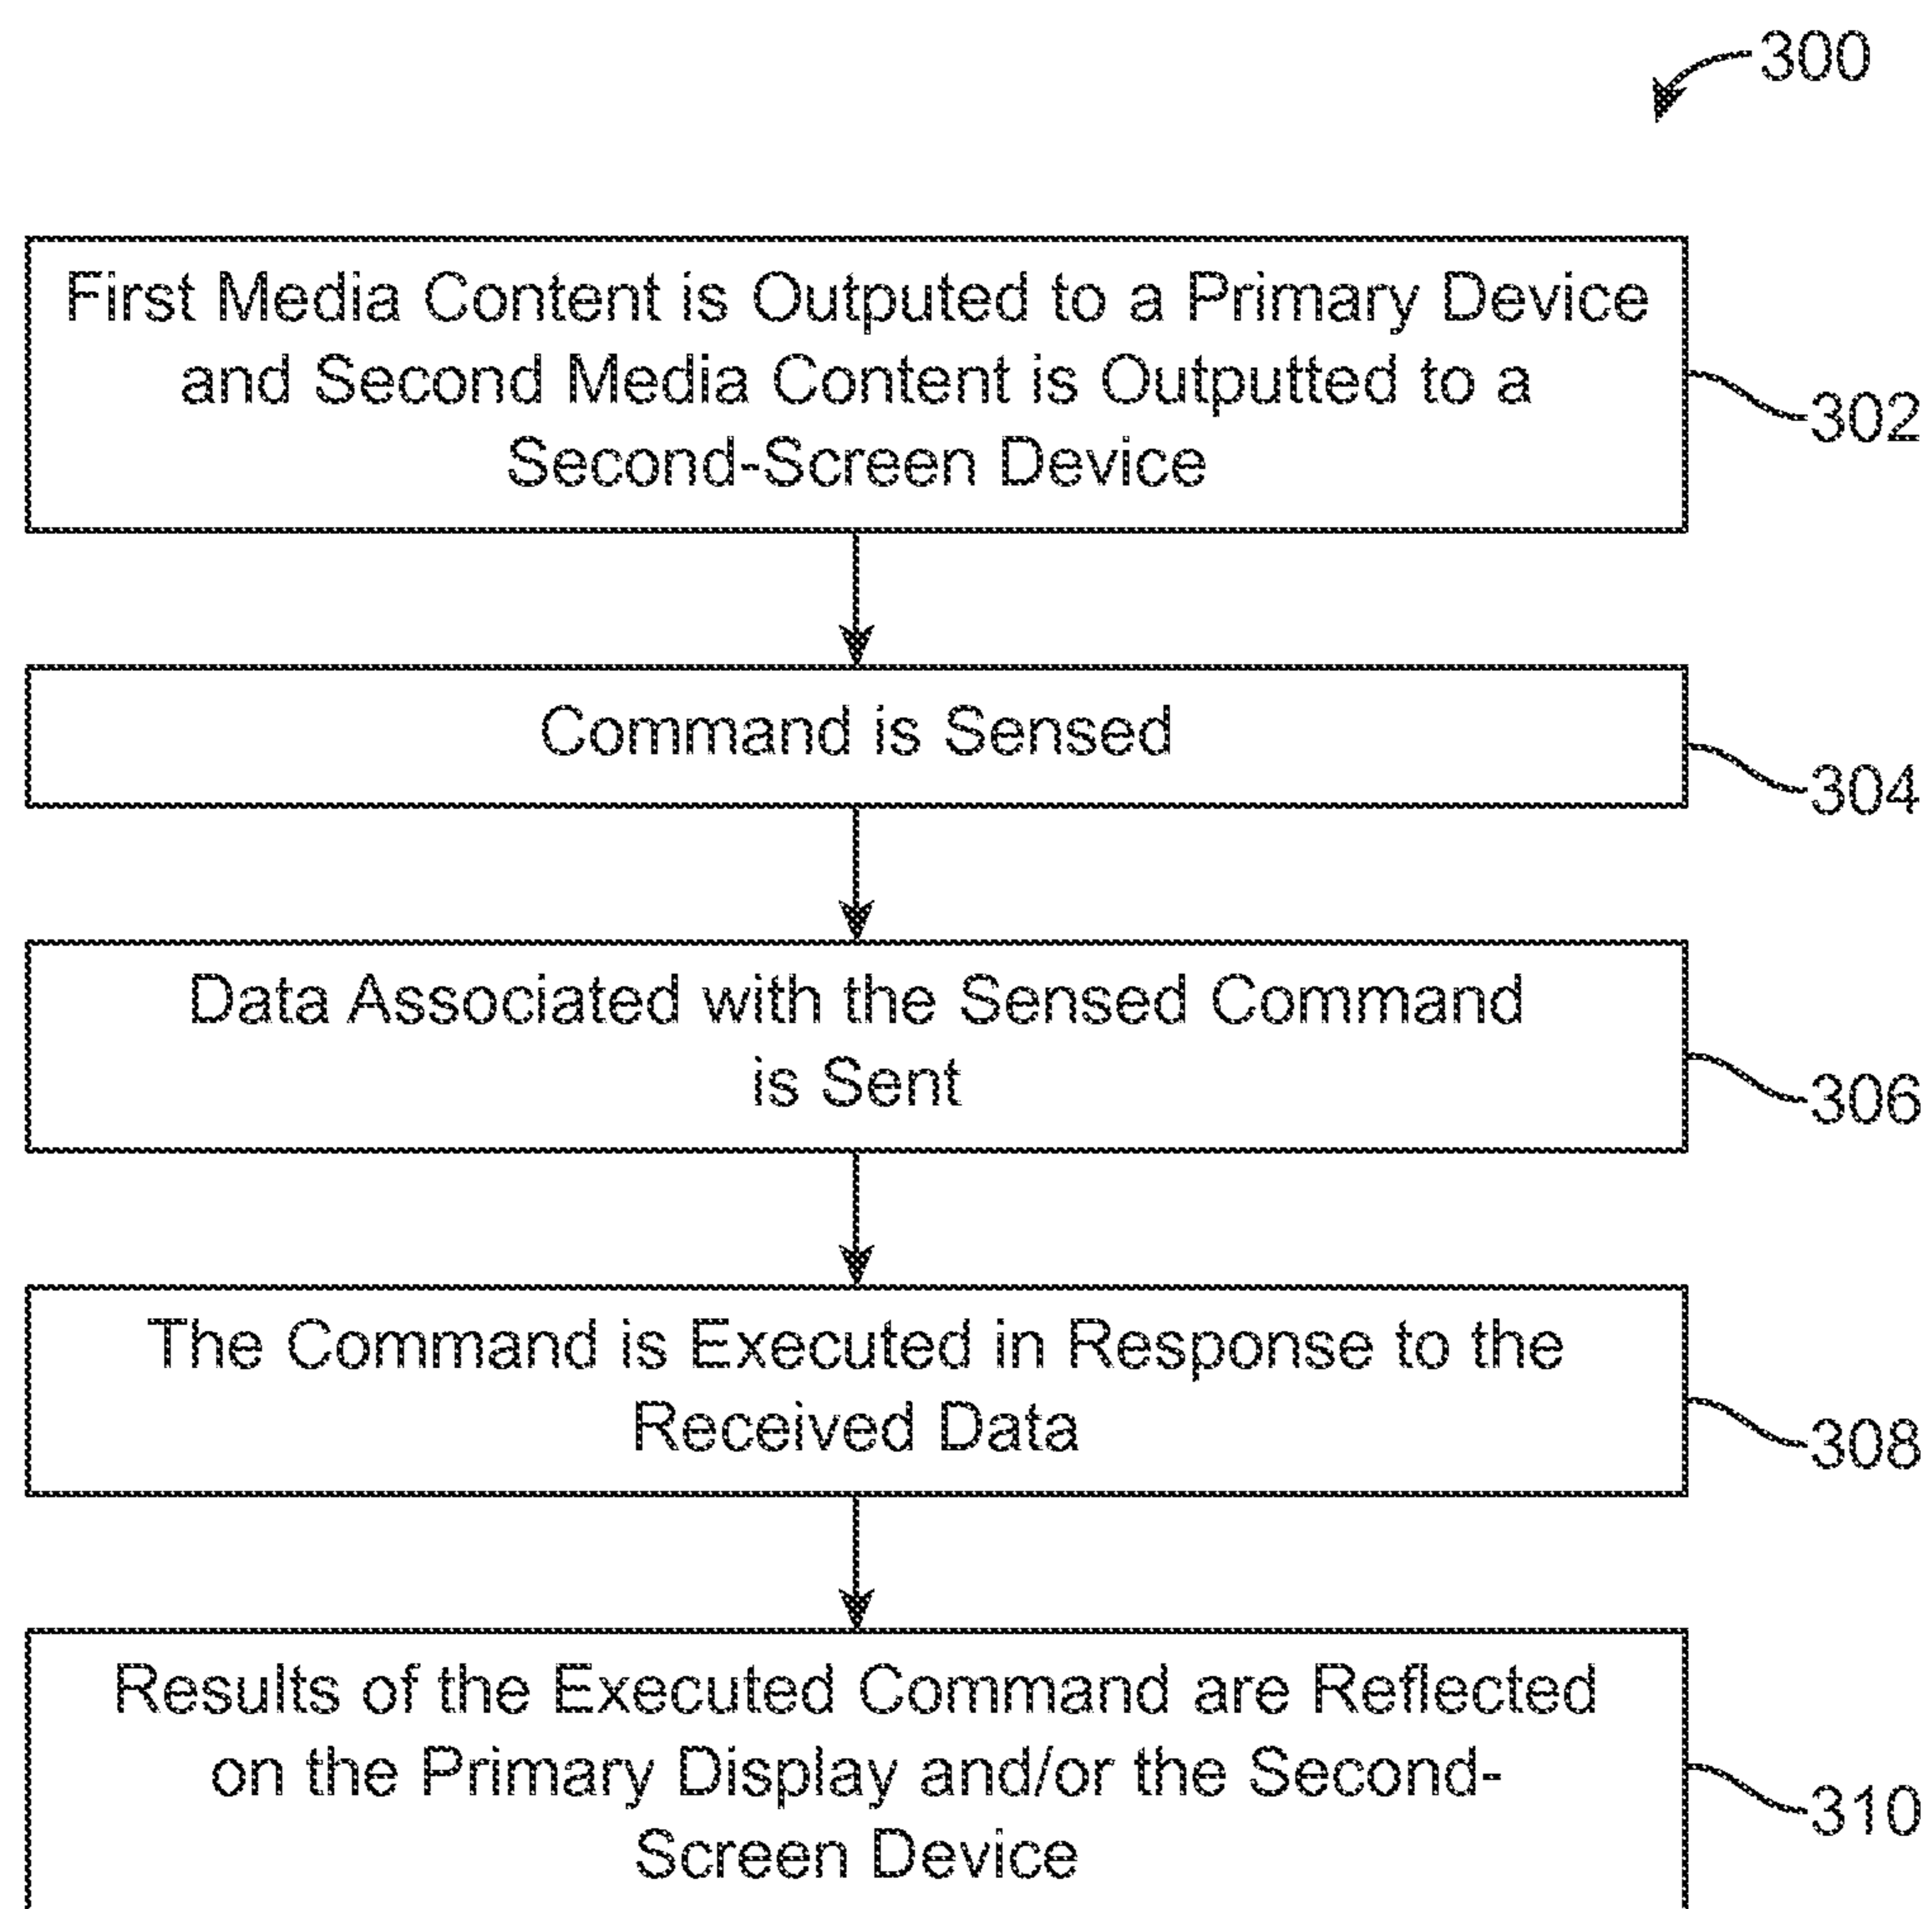 300
First Media Content is Outputed to a Primary Device
and Second Media Content is Outputted to a
Second-Screen Device
302
Command is Sensed
304
Data Associated with the Sensed Command
is Sent
306
The Command is Executed in Response to the
Received Data
308
Results of the Executed Command are Reflected
on the Primary Display and/or the Second-
Screen Device
310